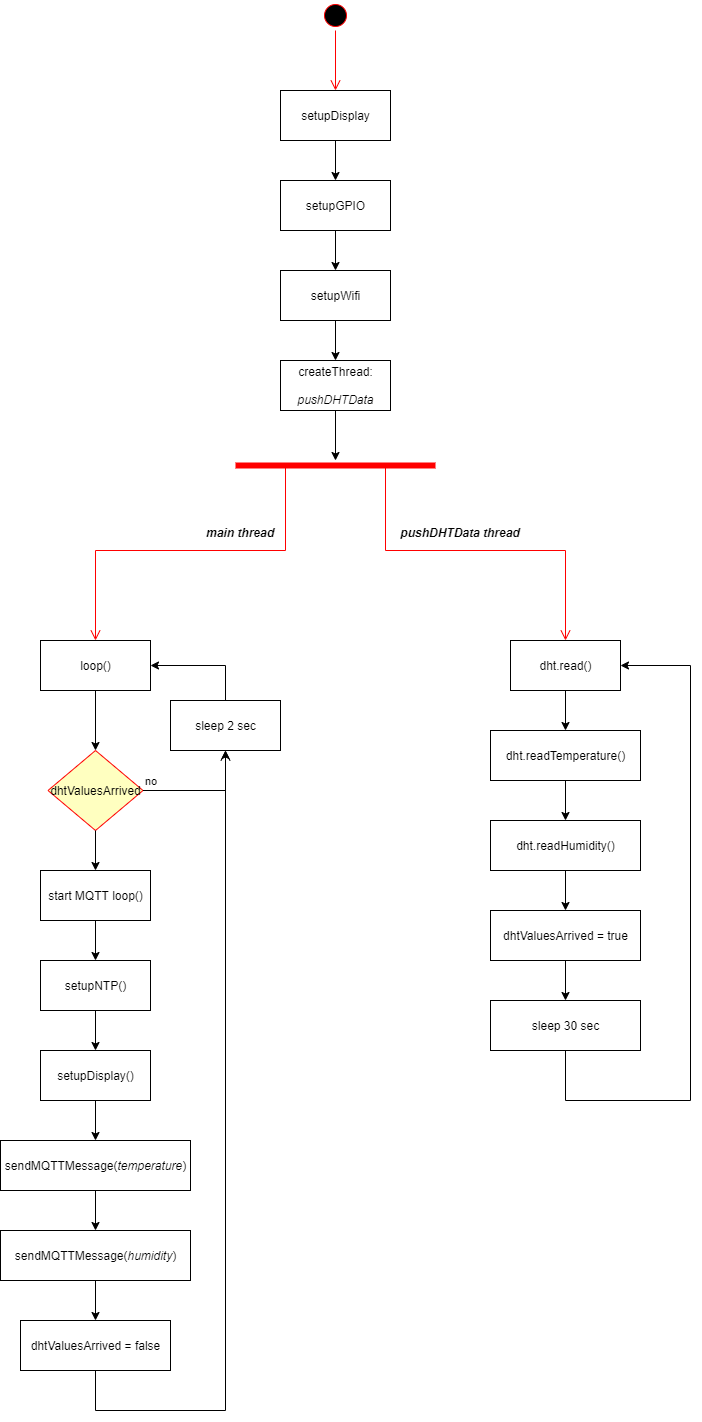 setupDisplay
setupGPIO
setupWifi
createThread:
pushDHTData
main thread
pushDHTData thread
loop()
sleep 2 sec
dhtValuesArrived
no
start MQTT loop()
setupNTP()
setupDisplay()
sendMQTTMessage(temperature)
sendMQTTMessage(humidity)
dhtValuesArrived = false
dht.read()
dht.readTemperature()
dht.readHumidity()
dhtValuesArrived = true
sleep 30 sec